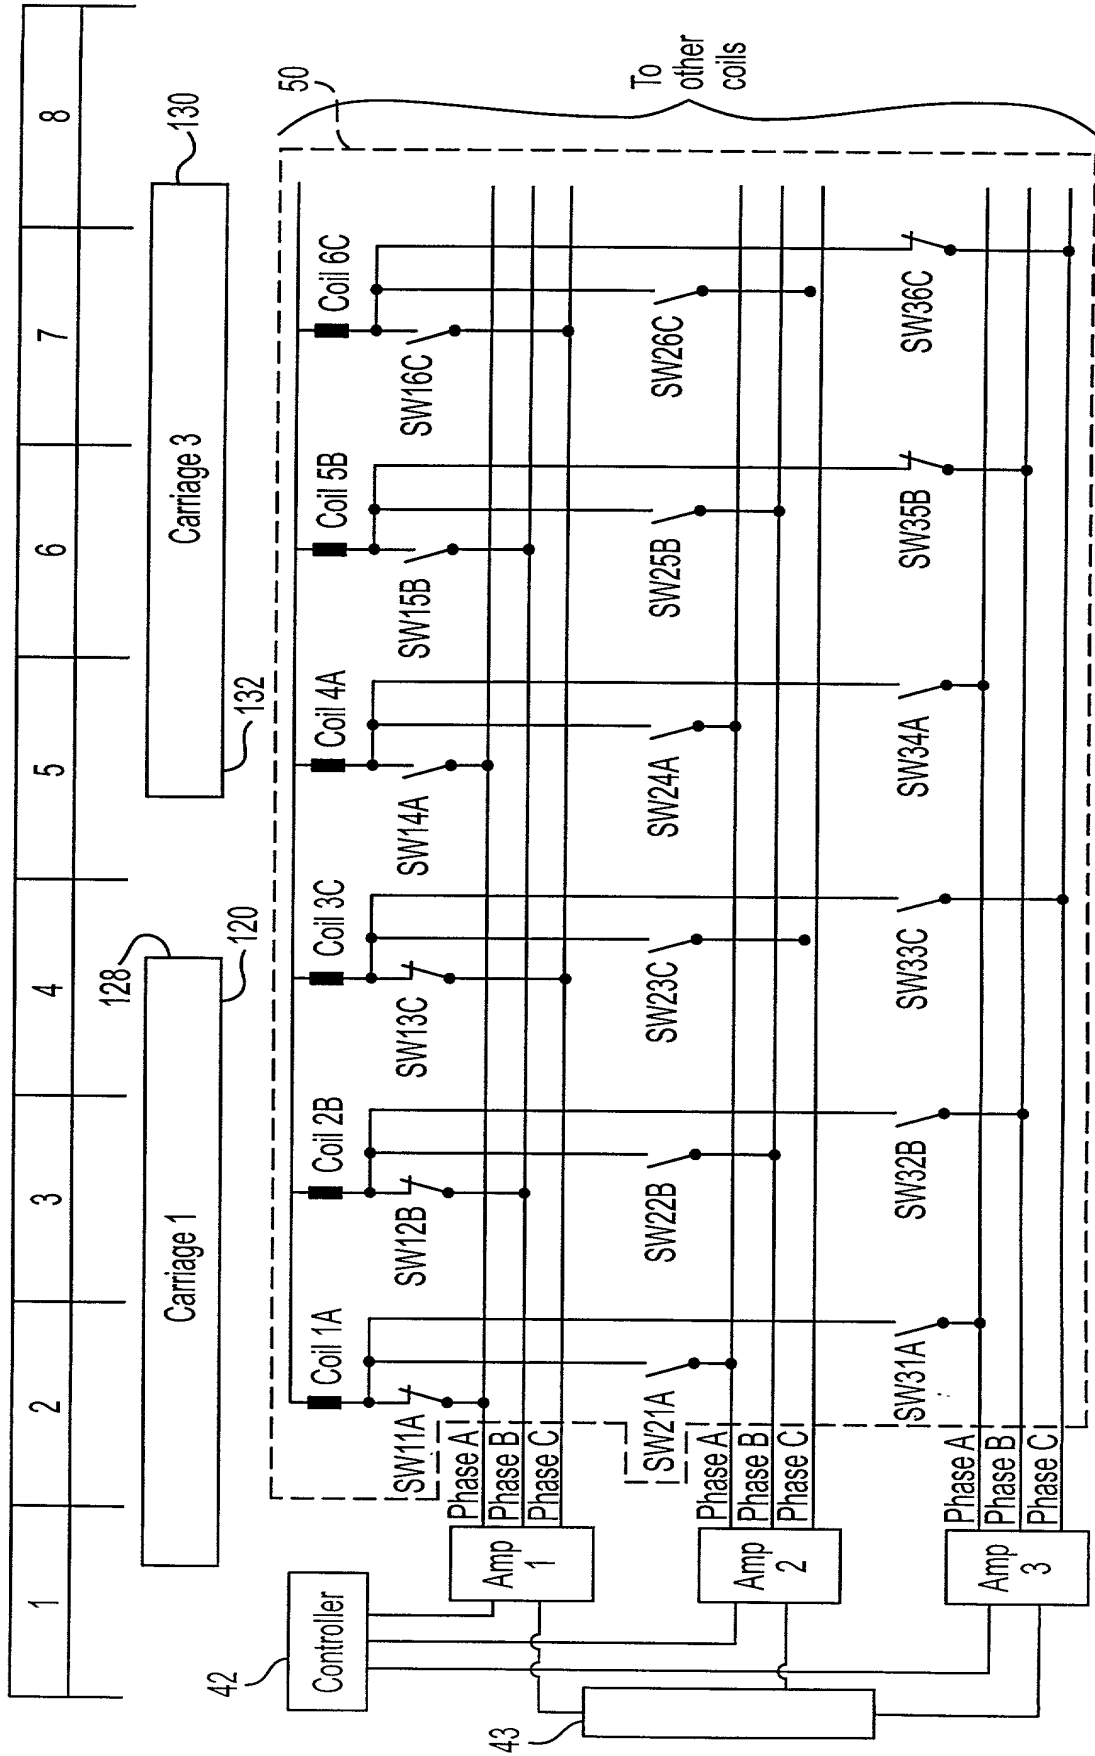 1
2
3
4
5
6
7
8
Carriage 1
128
120
Carriage 3
132
130
50
To
other
coils
42
Controller
43
Amp
1
Phase A
Phase B
Phase C
Amp
2
Phase A
Phase B
Phase C
Amp
3
Phase A
Phase B
Phase C
Coil 1A
Coil 2B
Coil 3C
Coil 4A
Coil 5B
Coil 6C
SW11A
SW12B
SW13C
SW14A
SW15B
SW16C
SW21A
SW22B
SW23C
SW24A
SW25B
SW26C
SW31A
SW32B
SW33C
SW34A
SW35B
SW36C